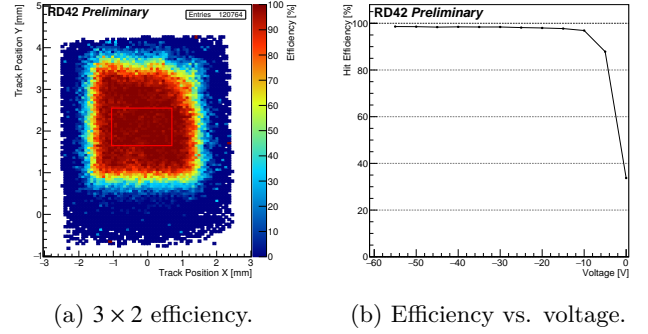 RD42 Preliminary
Entries 120764
Track Position Y [mm]
5
4
3
2
1
0
−1
−3 −2 −1 0 1 2 3
Track Position X [mm]
100
90
80
70
60
50
40
30
20
10
0
Efficiency [%]
(a) 3 × 2 efficiency.
RD42 Preliminary
Hit Efficiency [%]
100
80
60
40
20
0
−60 −50 −40 −30 −20 −10 0
Voltage [V]
(b) Efficiency vs. voltage.